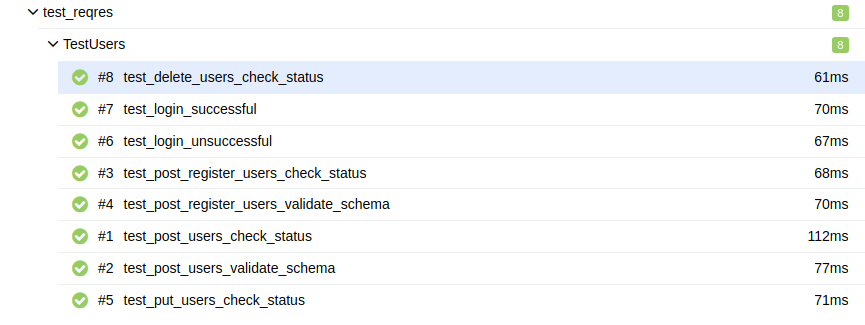 test_reqres 8
TestUsers 8
#8 test_delete_users_check_status 61ms
#7 test_login_successful 70ms
#6 test_login_unsuccessful 67ms
#3 test_post_register_users_check_status 68ms
#4 test_post_register_users_validate_schema 70ms
#1 test_post_users_check_status 112ms
#2 test_post_users_validate_schema 77ms
#5 test_put_users_check_status 71ms